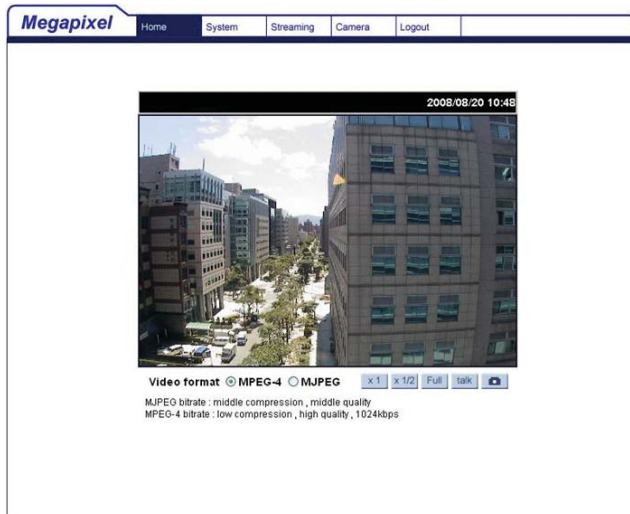 Megapixel
Home System Streaming Camera Logout
2008/08/20 10:48
Video format MPEG-4 MJPEG x 1 x 1/2 Full talk
MJPEG bitrate : middle compression , middle quality
MPEG-4 bitrate : low compression , high quality , 1024kbps